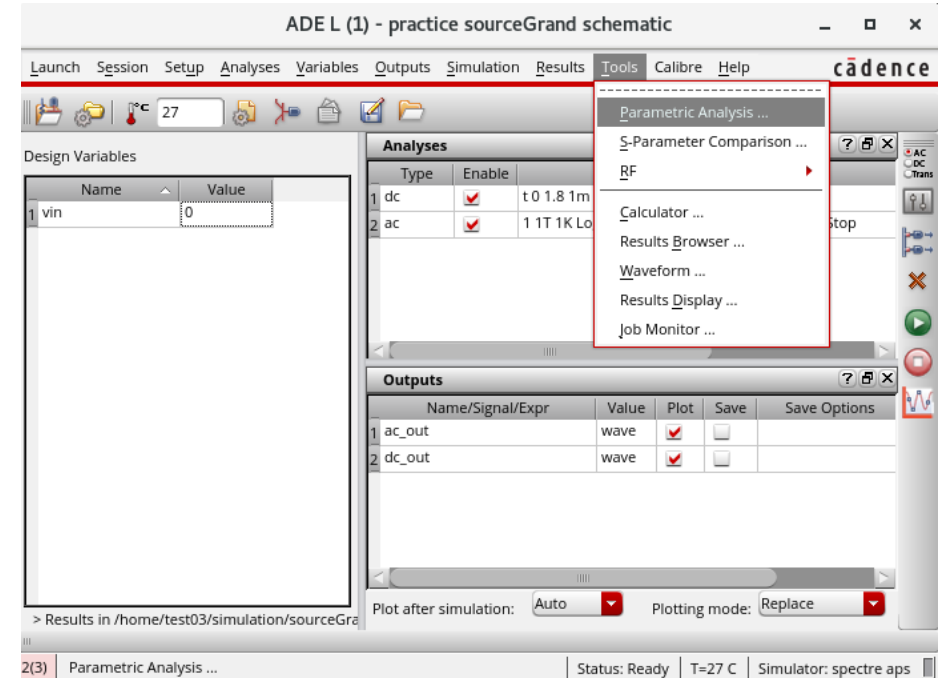 ADE L (1) - practice sourceGrand schematic
Launch Session Setup Analyses Variables Outputs Simulation Results Tools Calibre Help cādence
°C 27
Design Variables
Name Value
1 vin 0
> Results in /home/test03/simulation/sourceGra
Analyses
Type Enable
1 dc t 0 1.8 1m
2 ac 1 1T 1K Lo Stop
Parametric Analysis ...
S-Parameter Comparison ...
RF
Calculator ...
Results Browser ...
Waveform ...
Results Display ...
Job Monitor ...
AC
DC
Trans
Outputs
Name/Signal/Expr Value Plot Save Save Options
1 ac_out wave
2 dc_out wave
Plot after simulation: Auto Plotting mode: Replace
2(3) Parametric Analysis ... Status: Ready T=27 C Simulator: spectre aps